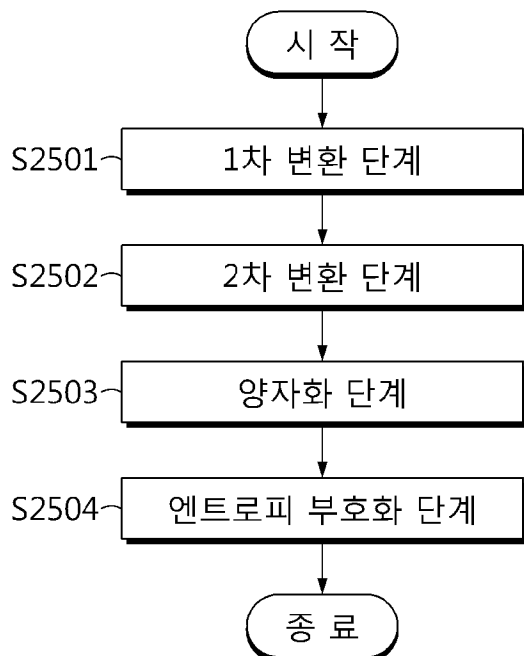 시 작
S2501 1차 변환 단계
S2502 2차 변환 단계
S2503 양자화 단계
S2504 엔트로피 부호화 단계
종 료